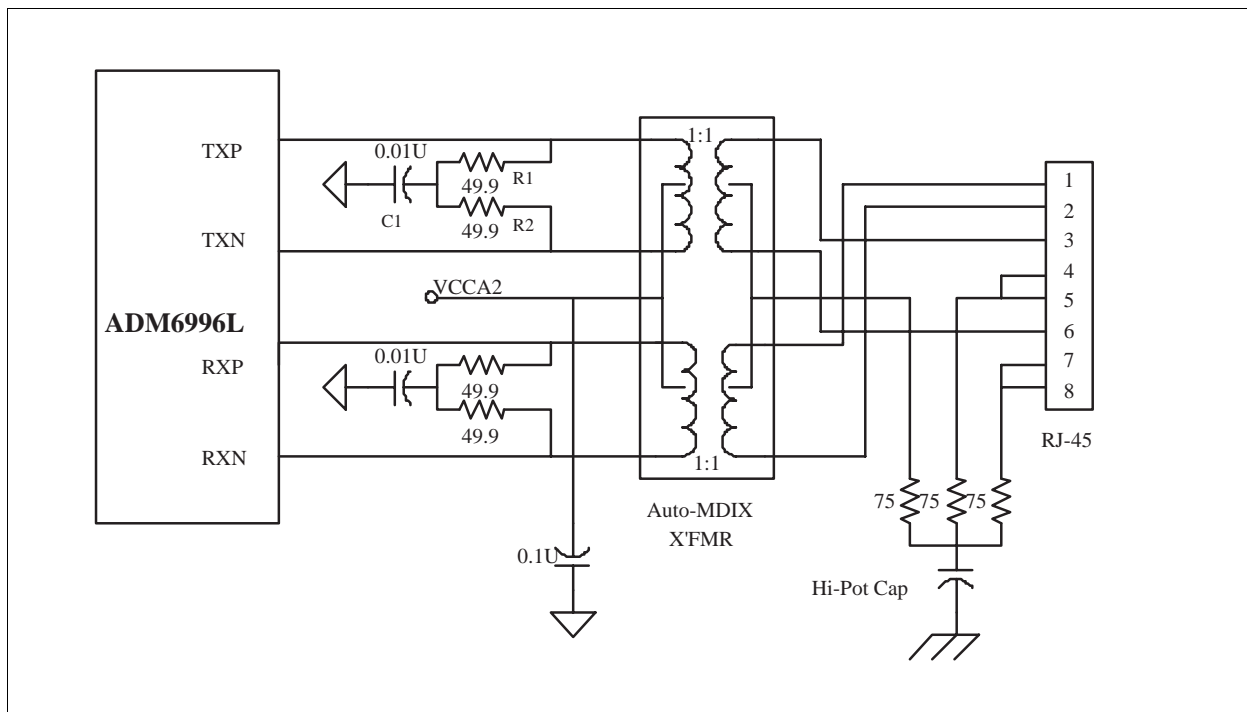 TXP
TXN
ADM6996L
RXP
RXN
0.01U
C1
49.9
R1
49.9
R2
VCCA2
0.01U
49.9
49.9
0.1U
1:1
1:1
Auto-MDIX
X'FMR
1
2
3
4
5
6
7
8
RJ-45
75
75
75
Hi-Pot Cap